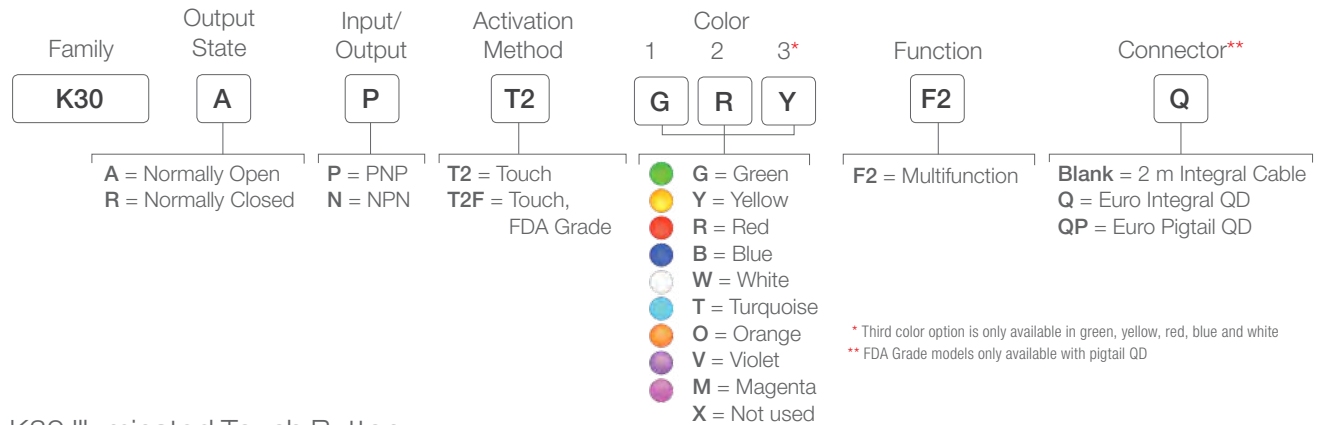 Family
Output State
Input/ Output
Activation Method
Color
1 2 3*
Function
Connector**
K30 A P T2 G R Y F2 Q
A = Normally Open
R = Normally Closed
P = PNP
N = NPN
T2 = Touch
T2F = Touch,
FDA Grade
G = Green
Y = Yellow
R = Red
B = Blue
W = White
T = Turquoise
O = Orange
V = Violet
M = Magenta
X = Not used
F2 = Multifunction
Blank = 2 m Integral Cable
Q = Euro Integral QD
QP = Euro Pigtail QD
* Third color option is only available in green, yellow, red, blue and white
** FDA Grade models only available with pigtail QD